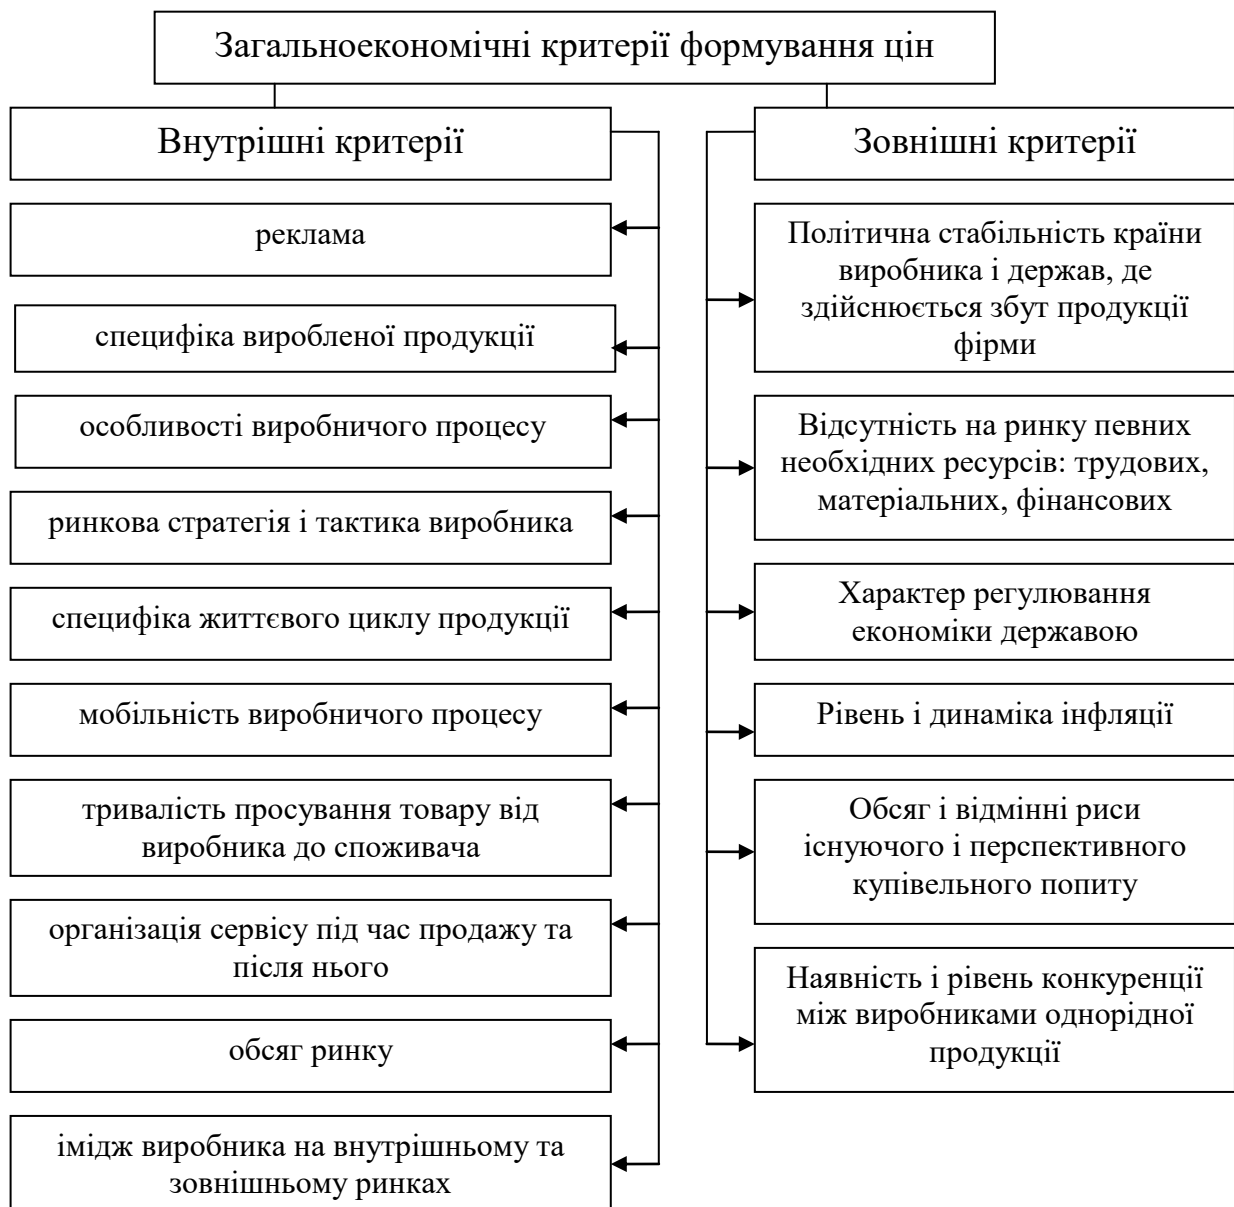 Загальноекономічні критерії формування цін
Внутрішні критерії
реклама
специфіка виробленої продукції
особливості виробничого процесу
ринкова стратегія і тактика виробника
специфіка життєвого циклу продукції
мобільність виробничого процесу
тривалість просування товару від
виробника до споживача
організація сервісу під час продажу та
після нього
обсяг ринку
імідж виробника на внутрішньому та
зовнішньому ринках
Зовнішні критерії
Політична стабільність країни
виробника і держав, де
здійснюється збут продукції
фірми
Відсутність на ринку певних
необхідних ресурсів: трудових,
матеріальних, фінансових
Характер регулювання
економіки державою
Рівень і динаміка інфляції
Обсяг і відмінні риси
існуючого і перспективного
купівельного попиту
Наявність і рівень конкуренції
між виробниками однорідної
продукції